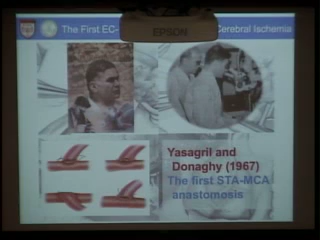 The First EC- Cerebral Ischemia
EPSON
Yasagril and
Donaghy (1967)
The first STA-MCA
anastomosis